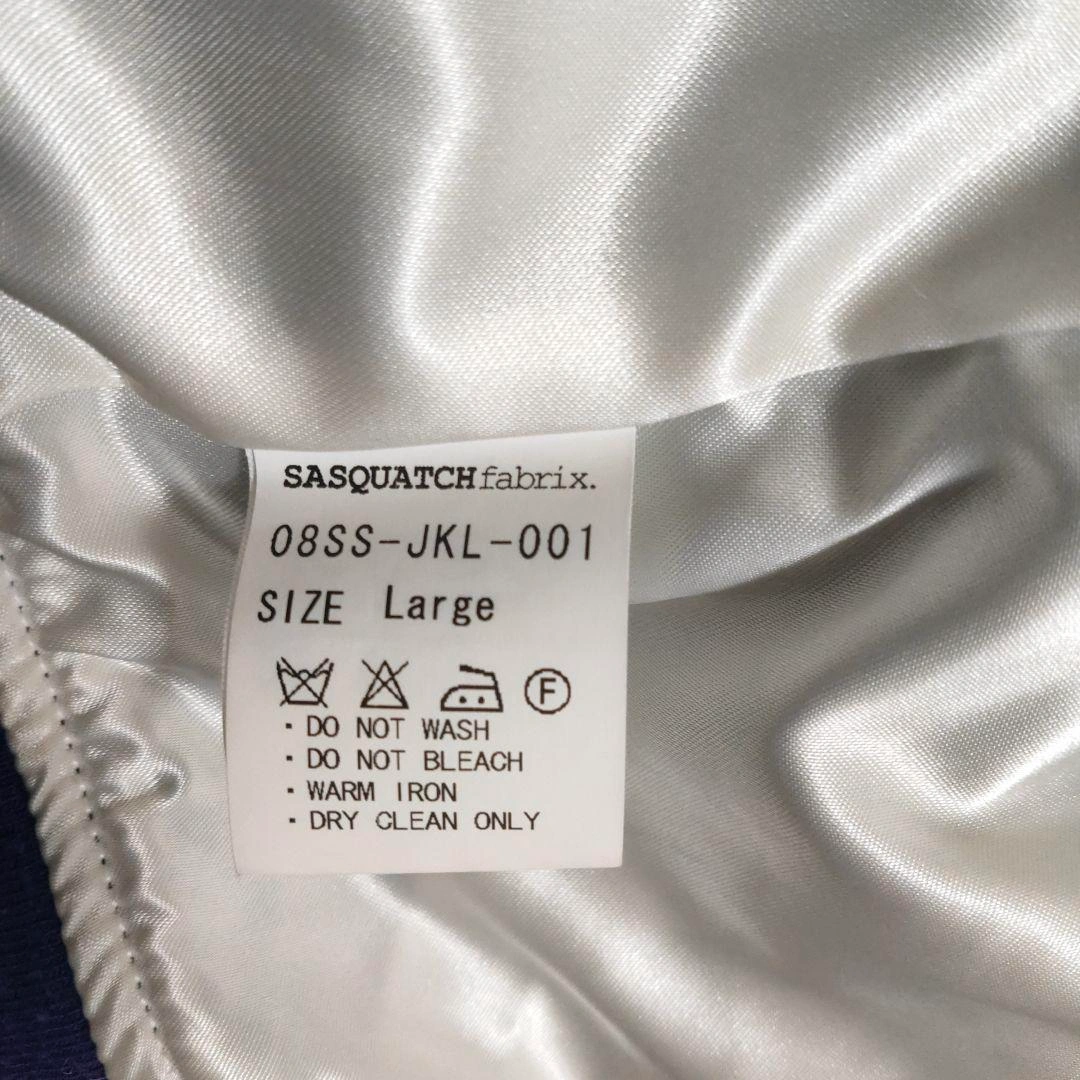 SASQUATCHfabrix.
08SS-JKL-001
SIZE Large
F
・DO NOT WASH
・DO NOT BLEACH
・WARM IRON
・DRY CLEAN ONLY